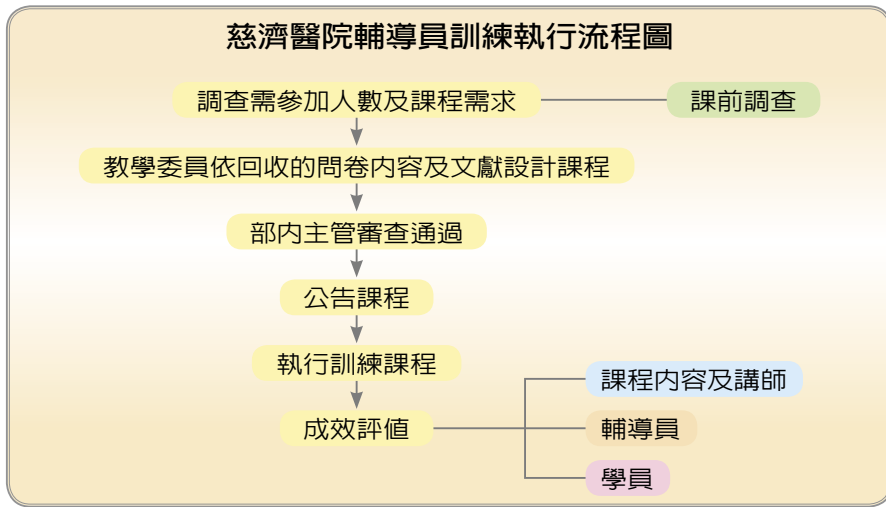 慈濟醫院輔導員訓練執行流程圖
調查需參加人數及課程需求
課前調查
教學委員依回收的問卷內容及文獻設計課程
部內主管審查通過
公告課程
執行訓練課程
課程內容及講師
成效評值
輔導員
學員